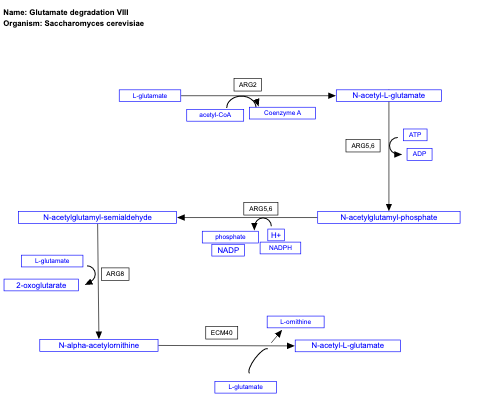 Name: Glutamate degradation VIII
Organism: Saccharomyces cerevisiae
ARG2
L-glutamate
N-acetyl-L-glutamate
acetyl-CoA
Coenzyme A
ATP
ARG5,6
ADP
ARG5,6
N-acetylglutamyl-semialdehyde
N-acetylglutamyl-phosphate
phosphate
H+
NADP
NADPH
L-glutamate
ARG8
2-oxoglutarate
L-ornithine
ECM40
N-alpha-acetylornithine
N-acetyl-L-glutamate
L-glutamate